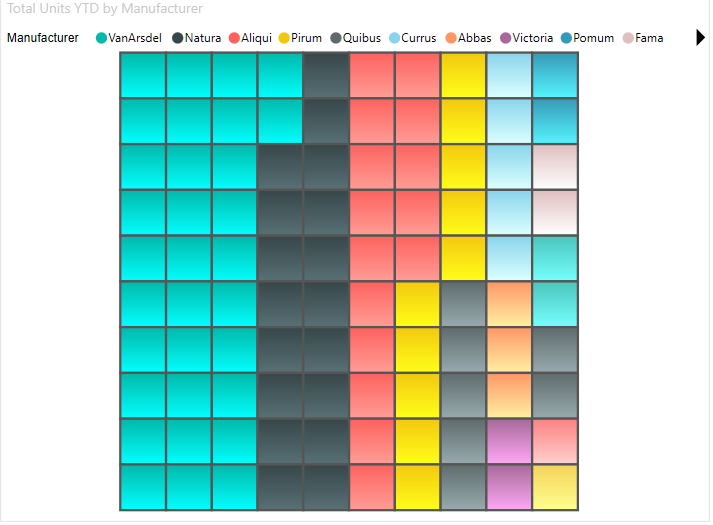 Total Units YTD by Manufacturer
Manufacturer VanArsdel Natura Aliqui Pirum Quibus Currus Abbas Victoria Pomum Fama